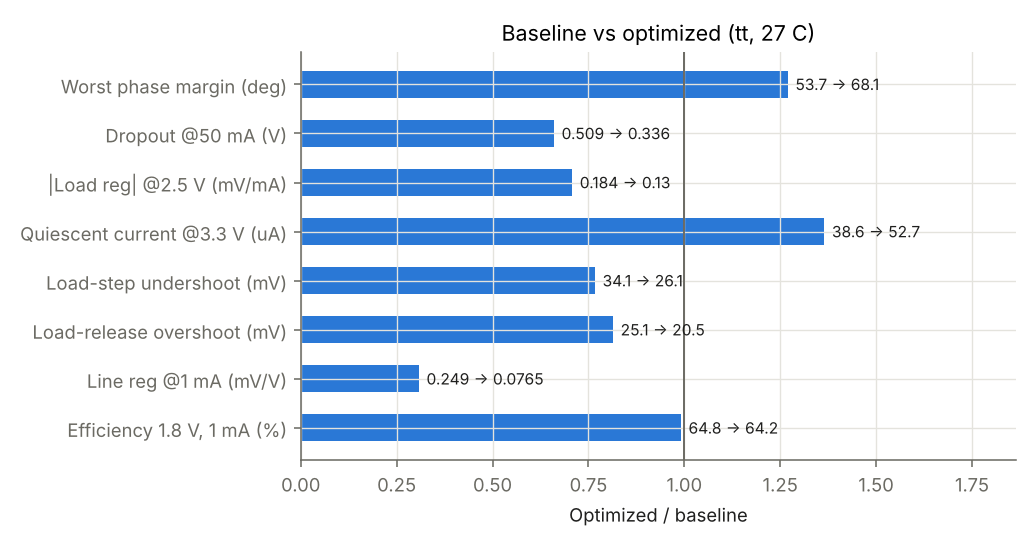 Baseline vs optimized (tt, 27 C)
Worst phase margin (deg) 53.7 → 68.1
Dropout @50 mA (V) 0.509 → 0.336
|Load reg| @2.5 V (mV/mA) 0.184 → 0.13
Quiescent current @3.3 V (uA) 38.6 → 52.7
Load-step undershoot (mV) 34.1 → 26.1
Load-release overshoot (mV) 25.1 → 20.5
Line reg @1 mA (mV/V) 0.249 → 0.0765
Efficiency 1.8 V, 1 mA (%) 64.8 → 64.2
0.00 0.25 0.50 0.75 1.00 1.25 1.50 1.75
Optimized / baseline